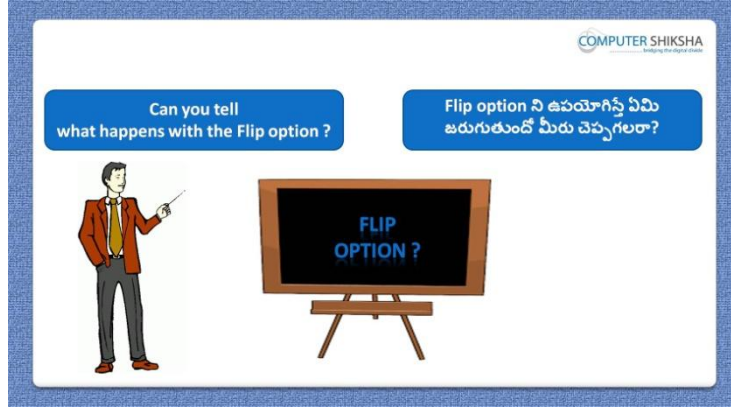 COMPUTER SHIKSHA
bridging the digital divide
Can you tell
what happens with the Flip option ?
Flip option ని ఉపయోగిస్తే ఏమి
జరుగుతుందో మీరు చెప్పగలరా?
FLIP
OPTION ?